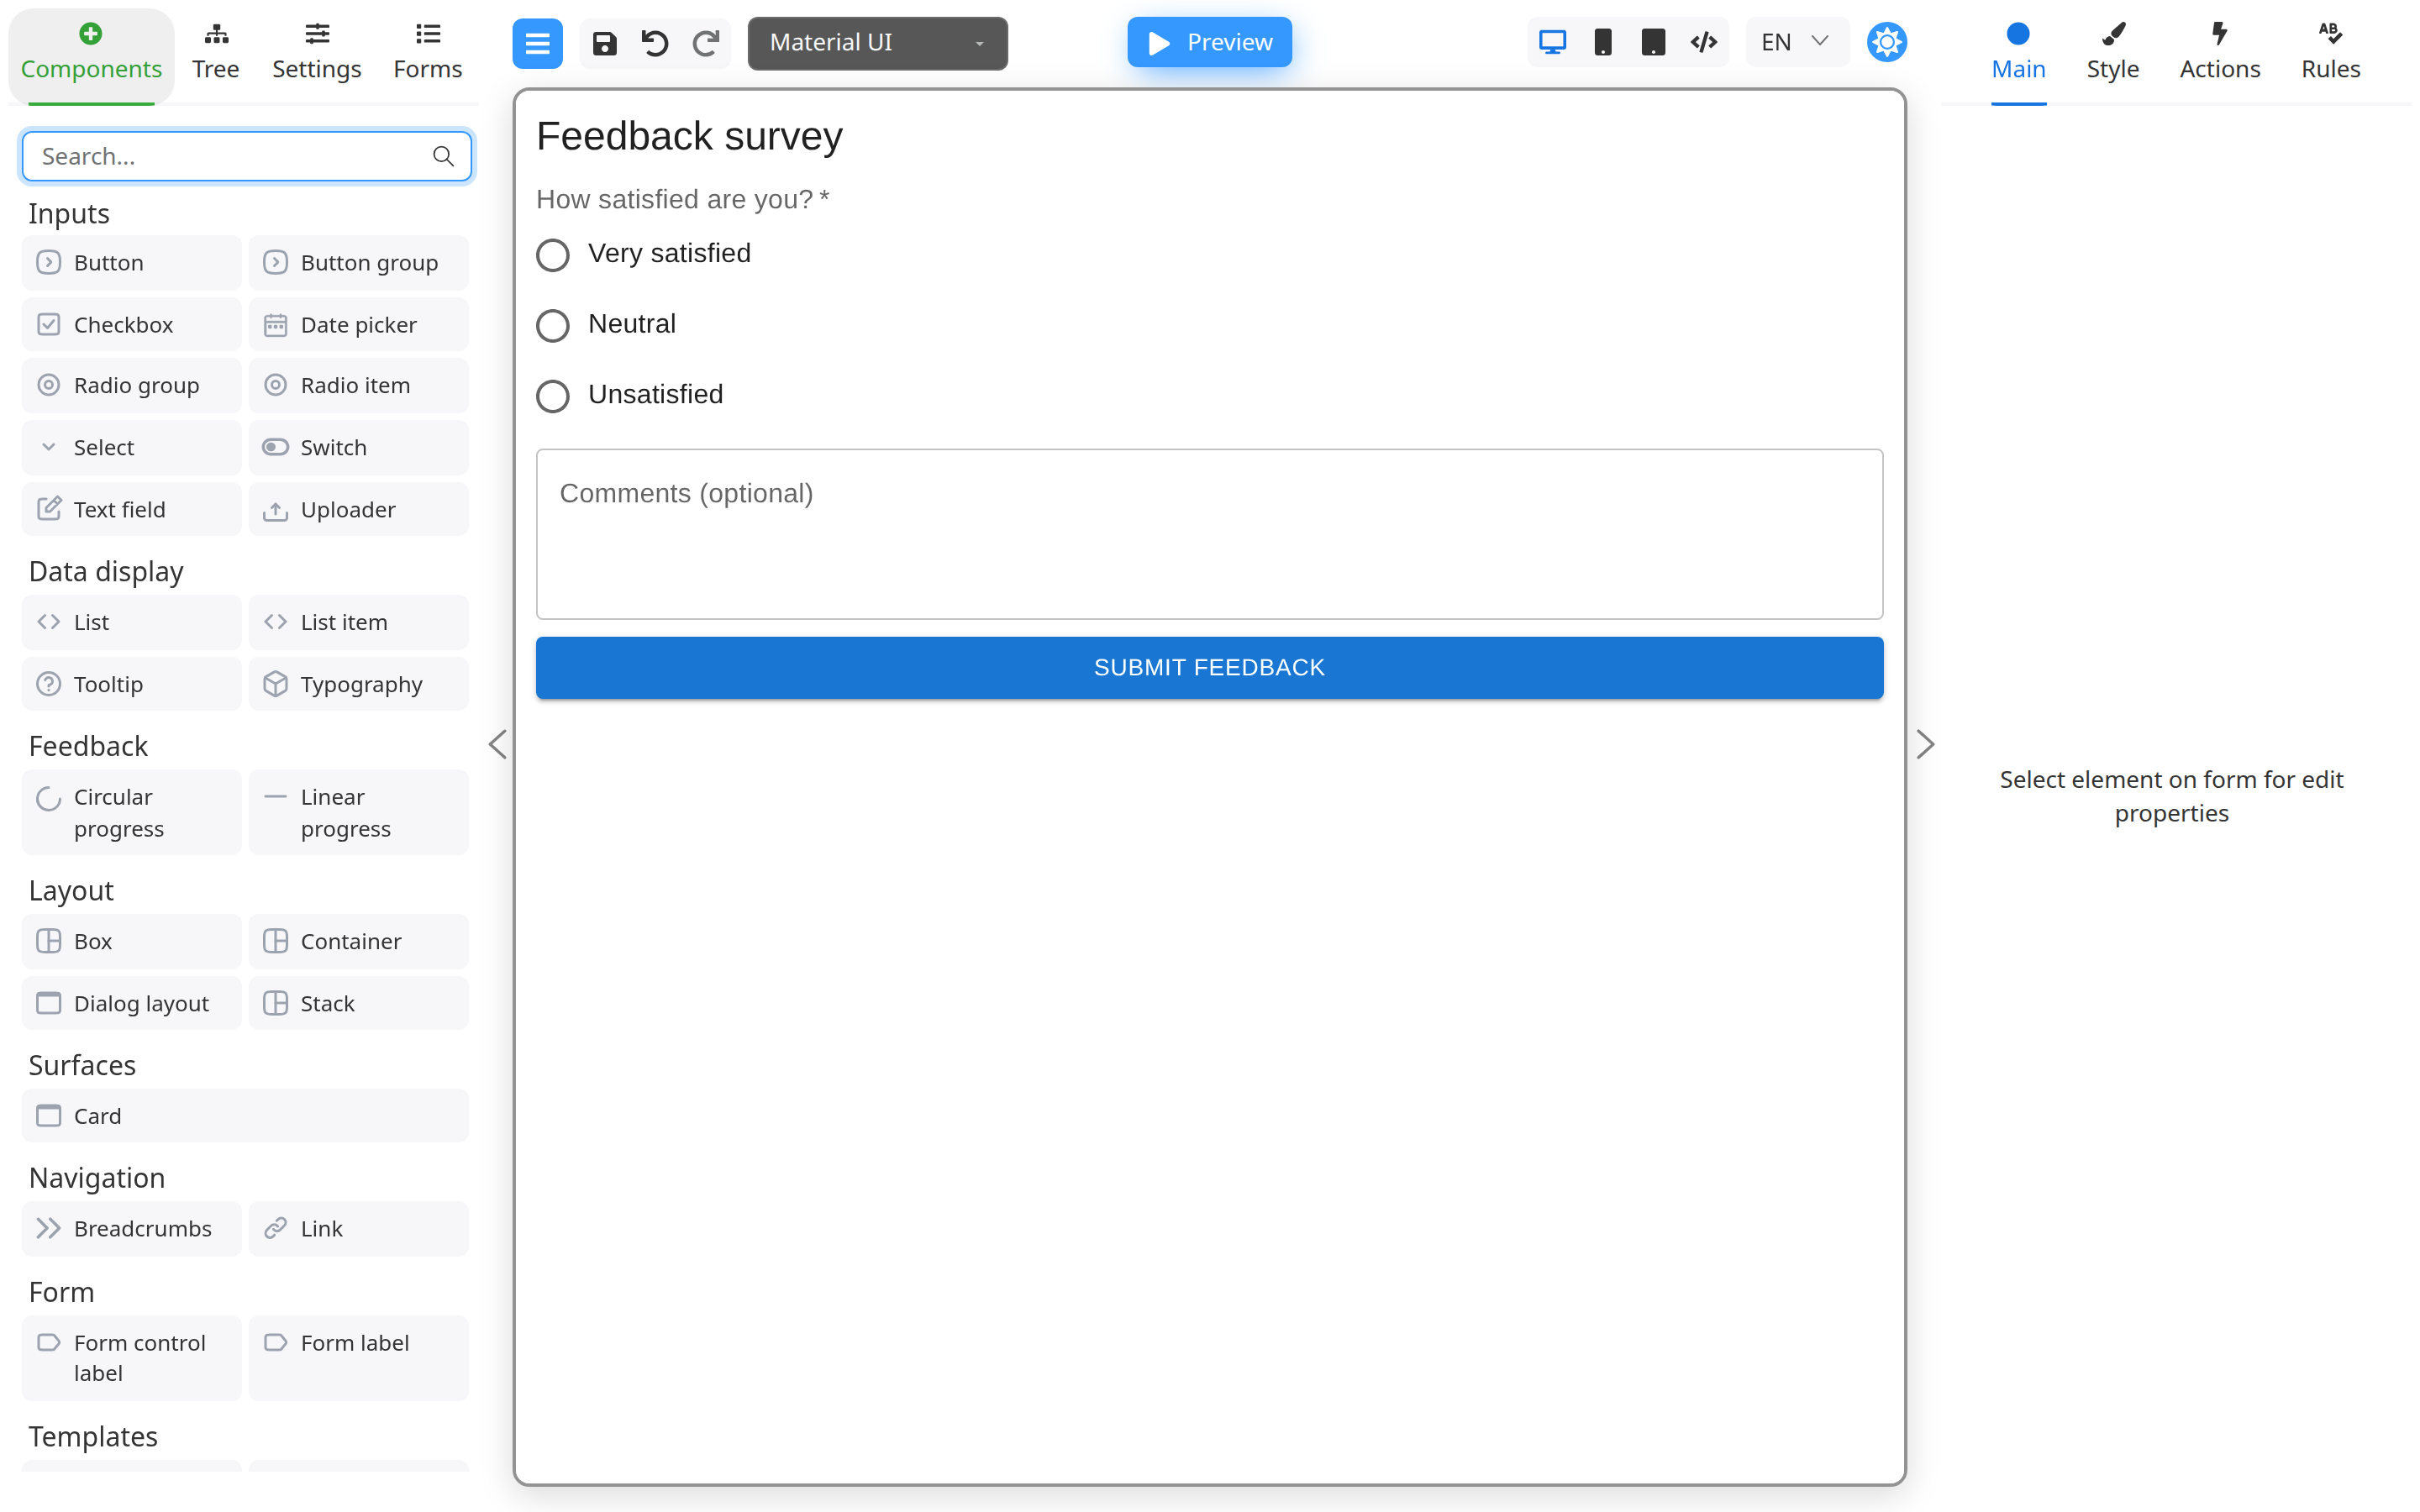 Components
Tree
Settings
Forms
Material UI
Preview
EN
Main
Style
Actions
AB
Rules
Search...
Inputs
Button
Button group
Checkbox
Date picker
Radio group
Radio item
Select
Switch
Text field
Uploader
Data display
List
List item
Tooltip
Typography
Feedback
Circular
progress
Linear
progress
Layout
Box
Container
Dialog layout
Stack
Surfaces
Card
Navigation
Breadcrumbs
Link
Form
Form control
label
Form label
Templates
Feedback survey
How satisfied are you? *
Very satisfied
Neutral
Unsatisfied
Comments (optional)
SUBMIT FEEDBACK
Select element on form for edit
properties